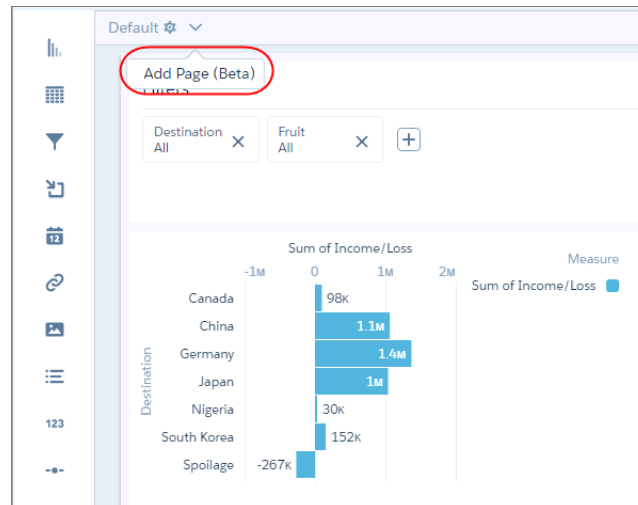 Default
Add Page (Beta)
Filters
Destination
All
Fruit
All
12
123
Sum of Income/Loss
-1M 0 1M 2M
Measure
Sum of Income/Loss
Destination
Canada 98K
China 1.1M
Germany 1.4M
Japan 1M
Nigeria 30K
South Korea 152K
Spoilage -267K